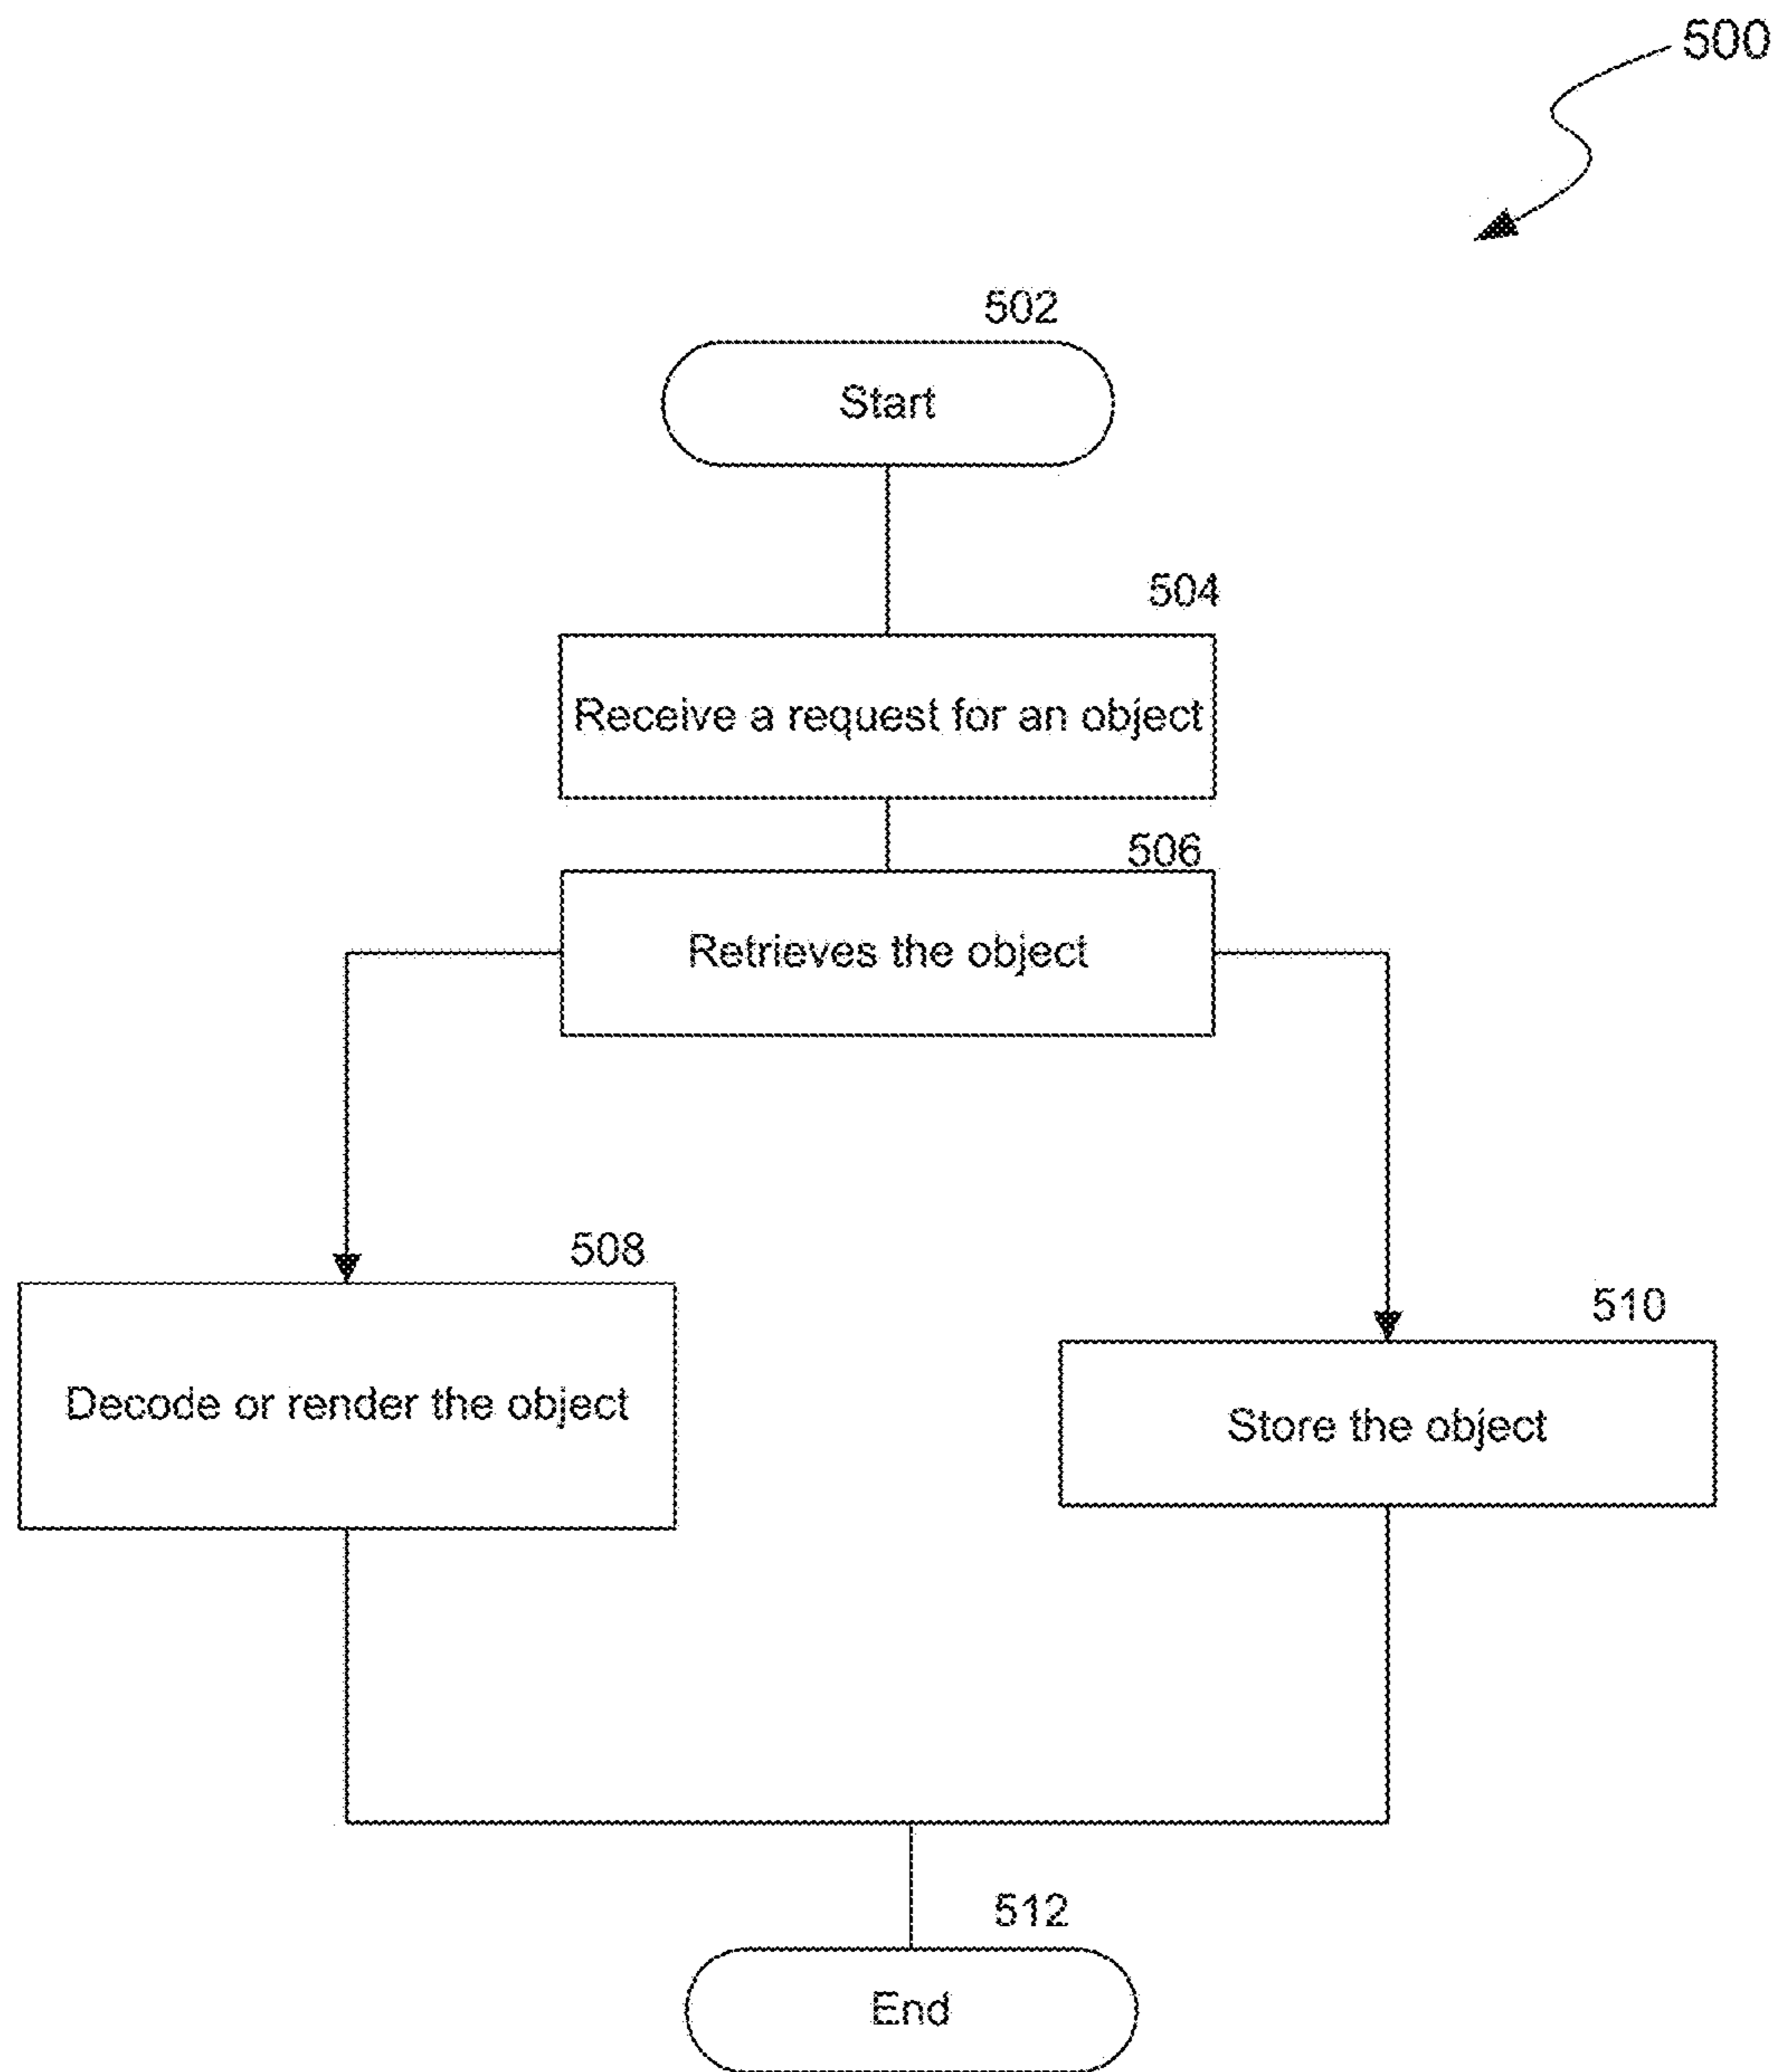 500
502
Start
504
Receive a request for an object
506
Retrieves the object
508
Decode or render the object
510
Store the object
512
End